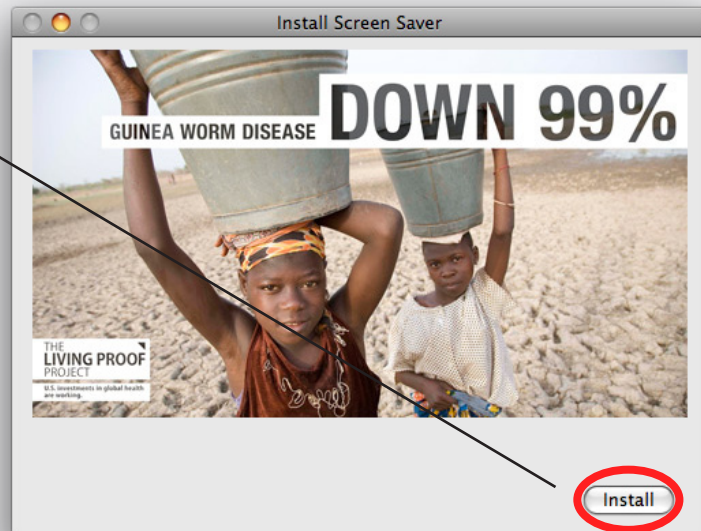 Install Screen Saver
GUINEA WORM DISEASE DOWN 99%
THE
LIVING PROOF
PROJECT
U.S. investments in global health
are working.
Install